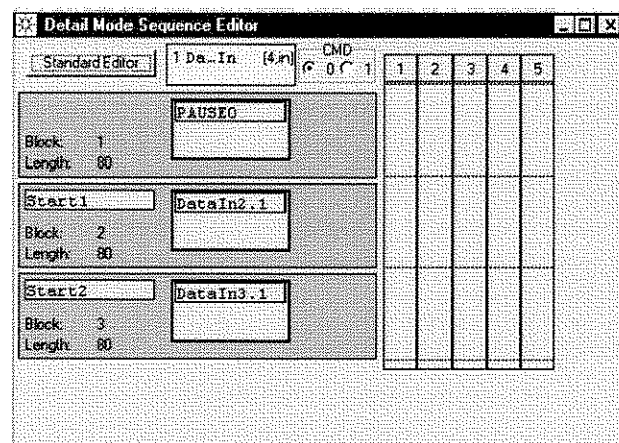 Detail Mode Sequence Editor
Standard Editor
1 Da…In [4,in]
CMD
0 1
1 2 3 4 5
PAUSE0
Block: 1
Length: 80
Start1
DataIn2.1
Block: 2
Length: 80
Start2
DataIn3.1
Block: 3
Length: 80